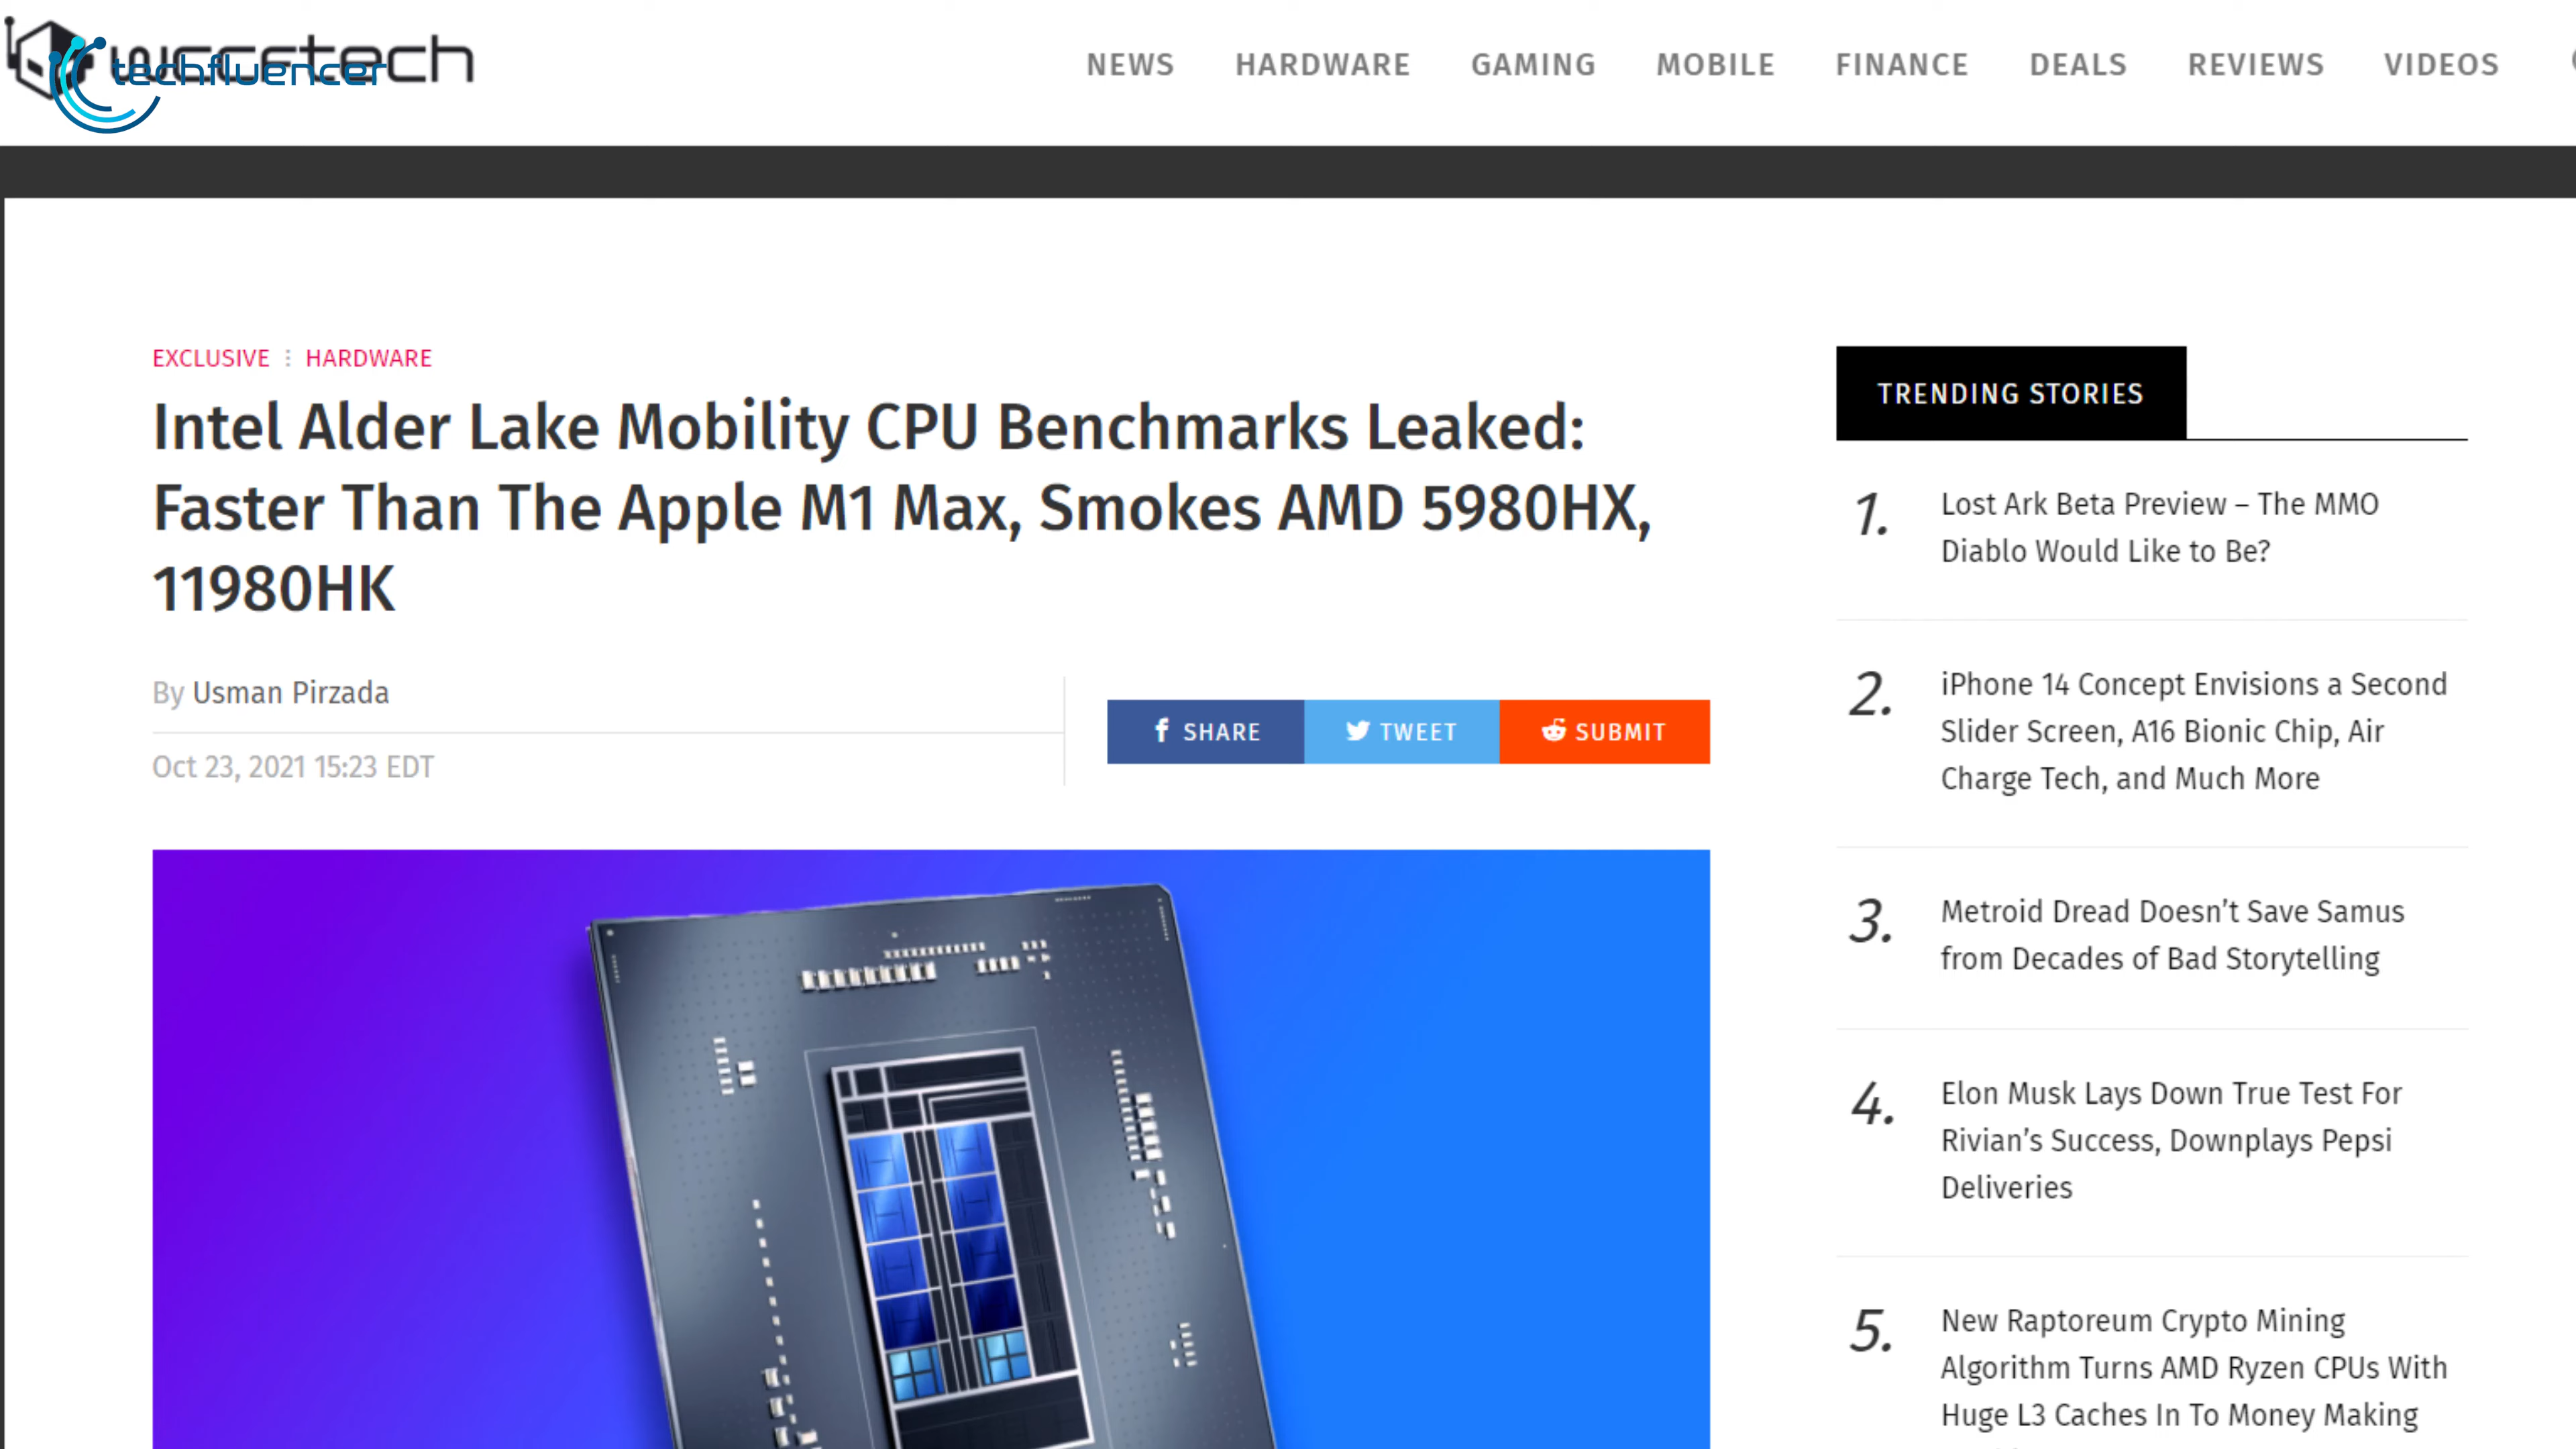 wccftech
techfluencer
NEWS HARDWARE GAMING MOBILE FINANCE DEALS REVIEWS VIDEOS
EXCLUSIVE HARDWARE
Intel Alder Lake Mobility CPU Benchmarks Leaked:
Faster Than The Apple M1 Max, Smokes AMD 5980HX,
11980HK
By Usman Pirzada
Oct 23, 2021 15:23 EDT
f SHARE TWEET SUBMIT
TRENDING STORIES
1. Lost Ark Beta Preview – The MMO
Diablo Would Like to Be?
2. iPhone 14 Concept Envisions a Second
Slider Screen, A16 Bionic Chip, Air
Charge Tech, and Much More
3. Metroid Dread Doesn’t Save Samus
from Decades of Bad Storytelling
4. Elon Musk Lays Down True Test For
Rivian’s Success, Downplays Pepsi
Deliveries
5. New Raptoreum Crypto Mining
Algorithm Turns AMD Ryzen CPUs With
Huge L3 Caches In To Money Making